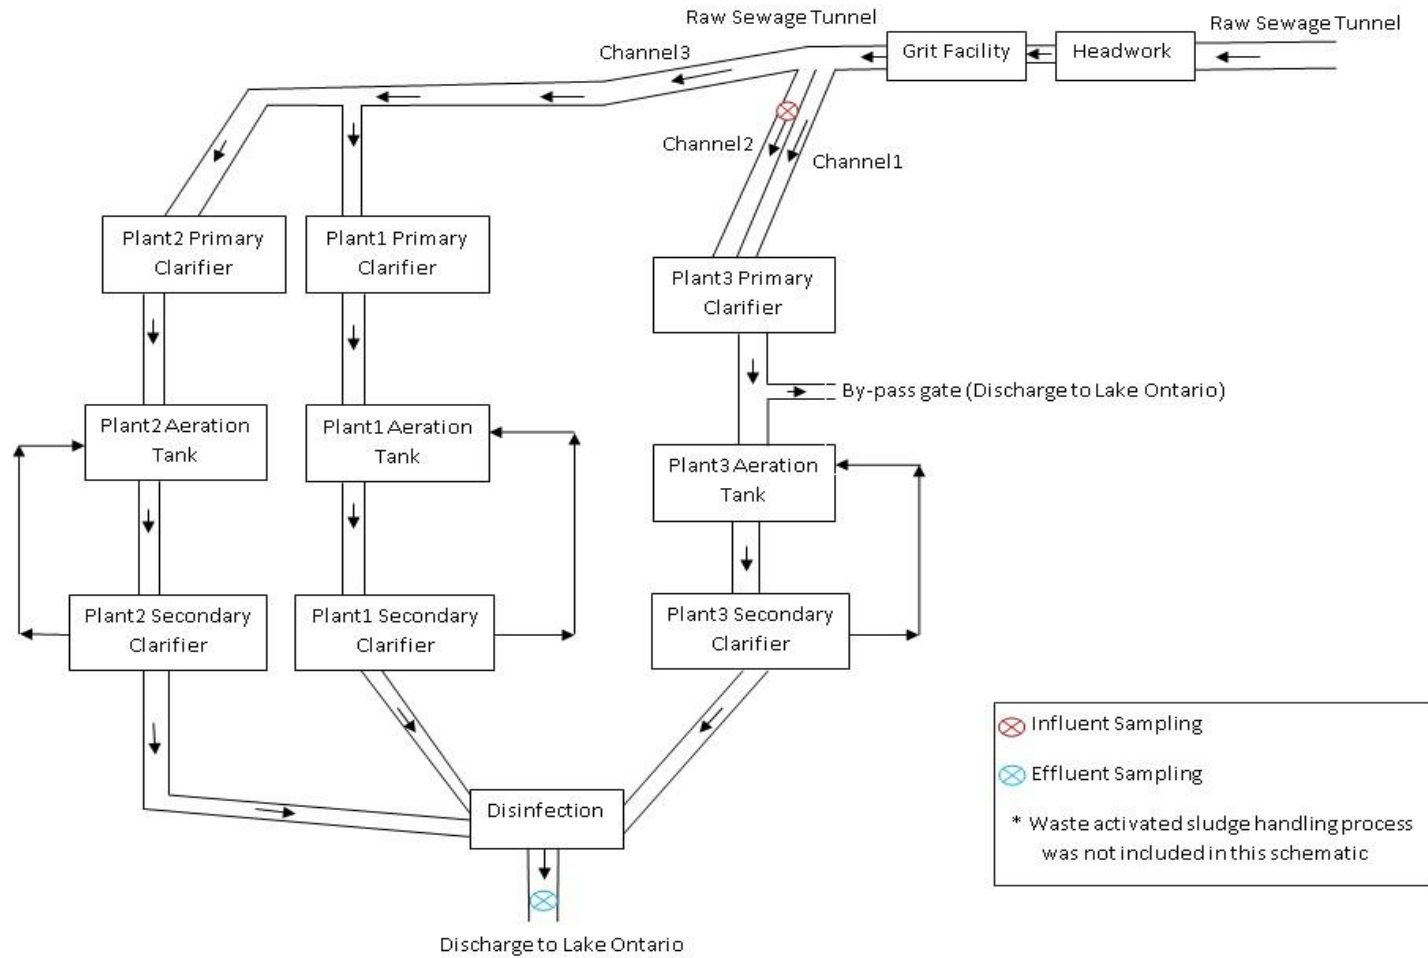 Raw Sewage Tunnel
Raw Sewage Tunnel
Channel3
Grit Facility
Headwork
Channel2
Channel1
Plant2 Primary
Clarifier
Plant1 Primary
Clarifier
Plant3 Primary
Clarifier
By-pass gate (Discharge to Lake Ontario)
Plant2 Aeration
Tank
Plant1 Aeration
Tank
Plant3 Aeration
Tank
Plant2 Secondary
Clarifier
Plant1 Secondary
Clarifier
Plant3 Secondary
Clarifier
Influent Sampling
Effluent Sampling
* Waste activated sludge handling process
was not included in this schematic
Disinfection
Discharge to Lake Ontario